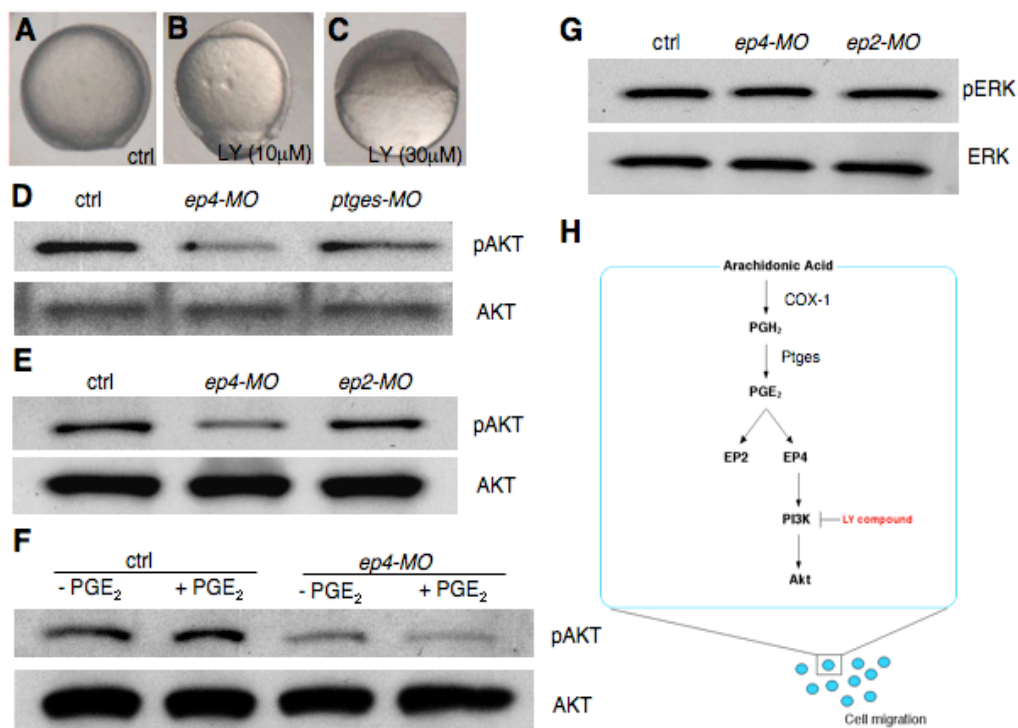 A
ctrl
B
LY (10µM)
C
LY (30µM)
D
ctrl ep4-MO ptges-MO
pAKT
AKT
E
ctrl ep4-MO ep2-MO
pAKT
AKT
F
ctrl ep4-MO
- PGE₂ + PGE₂ - PGE₂ + PGE₂
pAKT
AKT
G
ctrl ep4-MO ep2-MO
pERK
ERK
H
Arachidonic Acid
COX-1
PGH₂
Ptges
PGE₂
EP2 EP4
PI3K LY compound
Akt
Cell migration